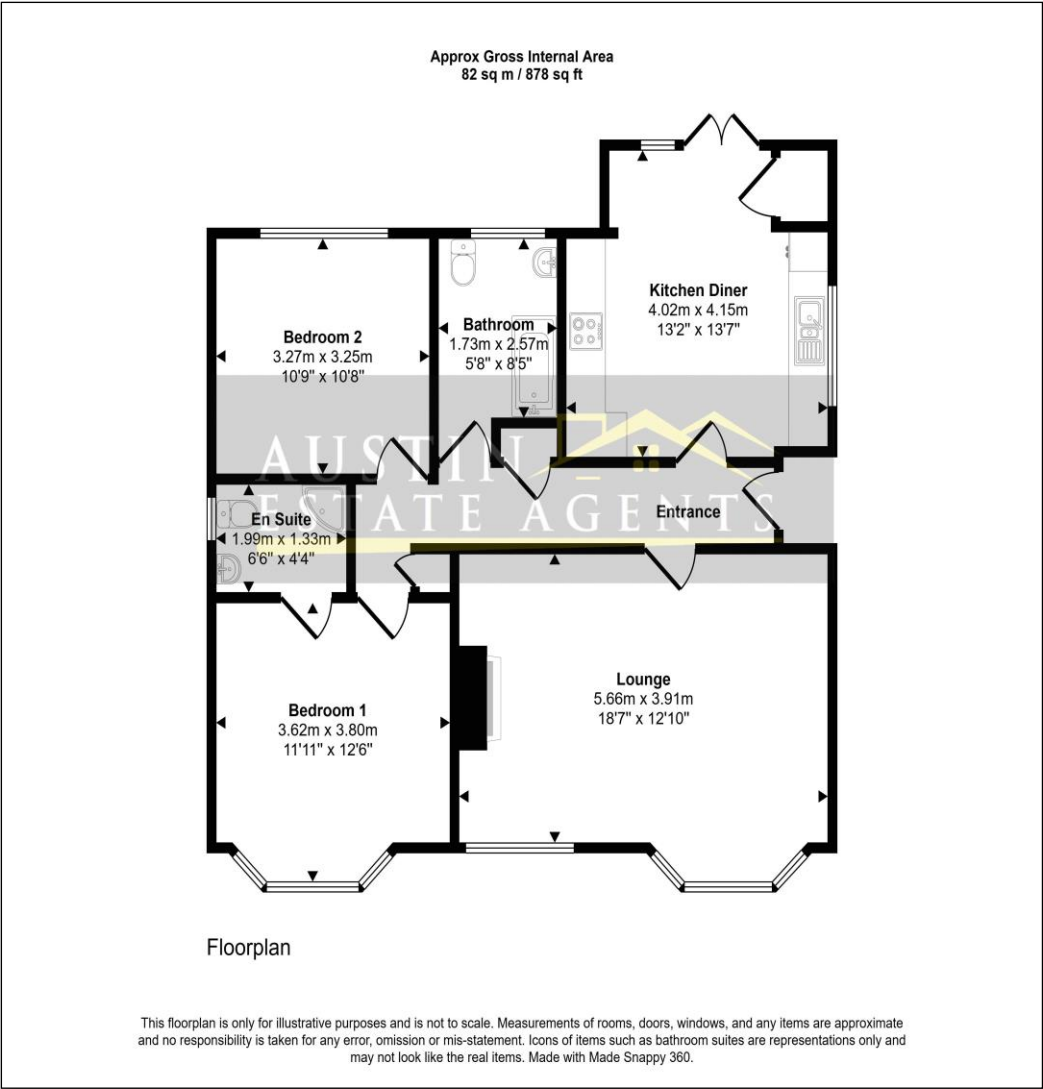 Approx Gross Internal Area
82 sq m / 878 sq ft
Kitchen Diner
4.02m x 4.15m
13'2" x 13'7"
Bedroom 2
3.27m x 3.25m
10'9" x 10'8"
Bathroom
1.73m x 2.57m
5'8" x 8'5"
AUSTIN
ESTATE AGENTS
Entrance
En Suite
1.99m x 1.33m
6'6" x 4'4"
Lounge
5.66m x 3.91m
18'7" x 12'10"
Bedroom 1
3.62m x 3.80m
11'11" x 12'6"
Floorplan
This floorplan is only for illustrative purposes and is not to scale. Measurements of rooms, doors, windows, and any items are approximate
and no responsibility is taken for any error, omission or mis-statement. Icons of items such as bathroom suites are representations only and
may not look like the real items. Made with Made Snappy 360.